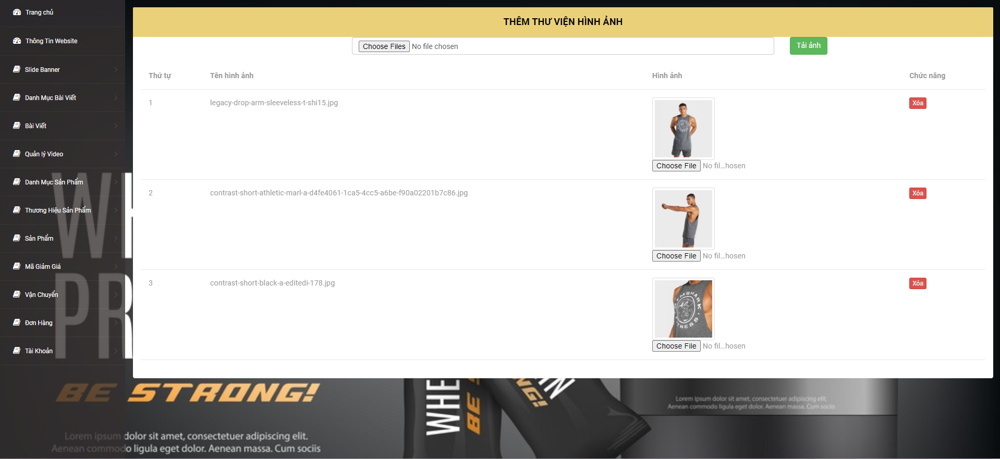 Trang chủ
Thông Tin Website
Slide Banner
Danh Mục Bài Viết
Bài Viết
Quản lý Video
Danh Mục Sản Phẩm
Thương Hiệu Sản Phẩm
Sản Phẩm
Mã Giảm Giá
Vận Chuyển
Đơn Hàng
Tài Khoản
THÊM THƯ VIỆN HÌNH ẢNH
Choose Files No file chosen
Tải ảnh
Thứ tự Tên hình ảnh Hình ảnh Chức năng
1 legacy-drop-arm-sleeveless-t-shi15.jpg Xóa
Choose File No fil...hosen
2 contrast-short-athletic-marl-a-d4fe4061-1ca5-4cc5-a6be-f90a02201b7c86.jpg Xóa
Choose File No fil...hosen
3 contrast-short-black-a-editedi-178.jpg Xóa
Choose File No fil...hosen
BE STRONG!
Lorem ipsum dolor sit amet, consectetuer adipiscing elit.
Aenean commodo ligula eget dolor. Aenean massa. Cum sociis
WHE
BE
Lorem ipsum dolor sit amet, consectetuer adipiscing elit.
Aenean commodo ligula eget dolor. Aenean massa. Cum sociis